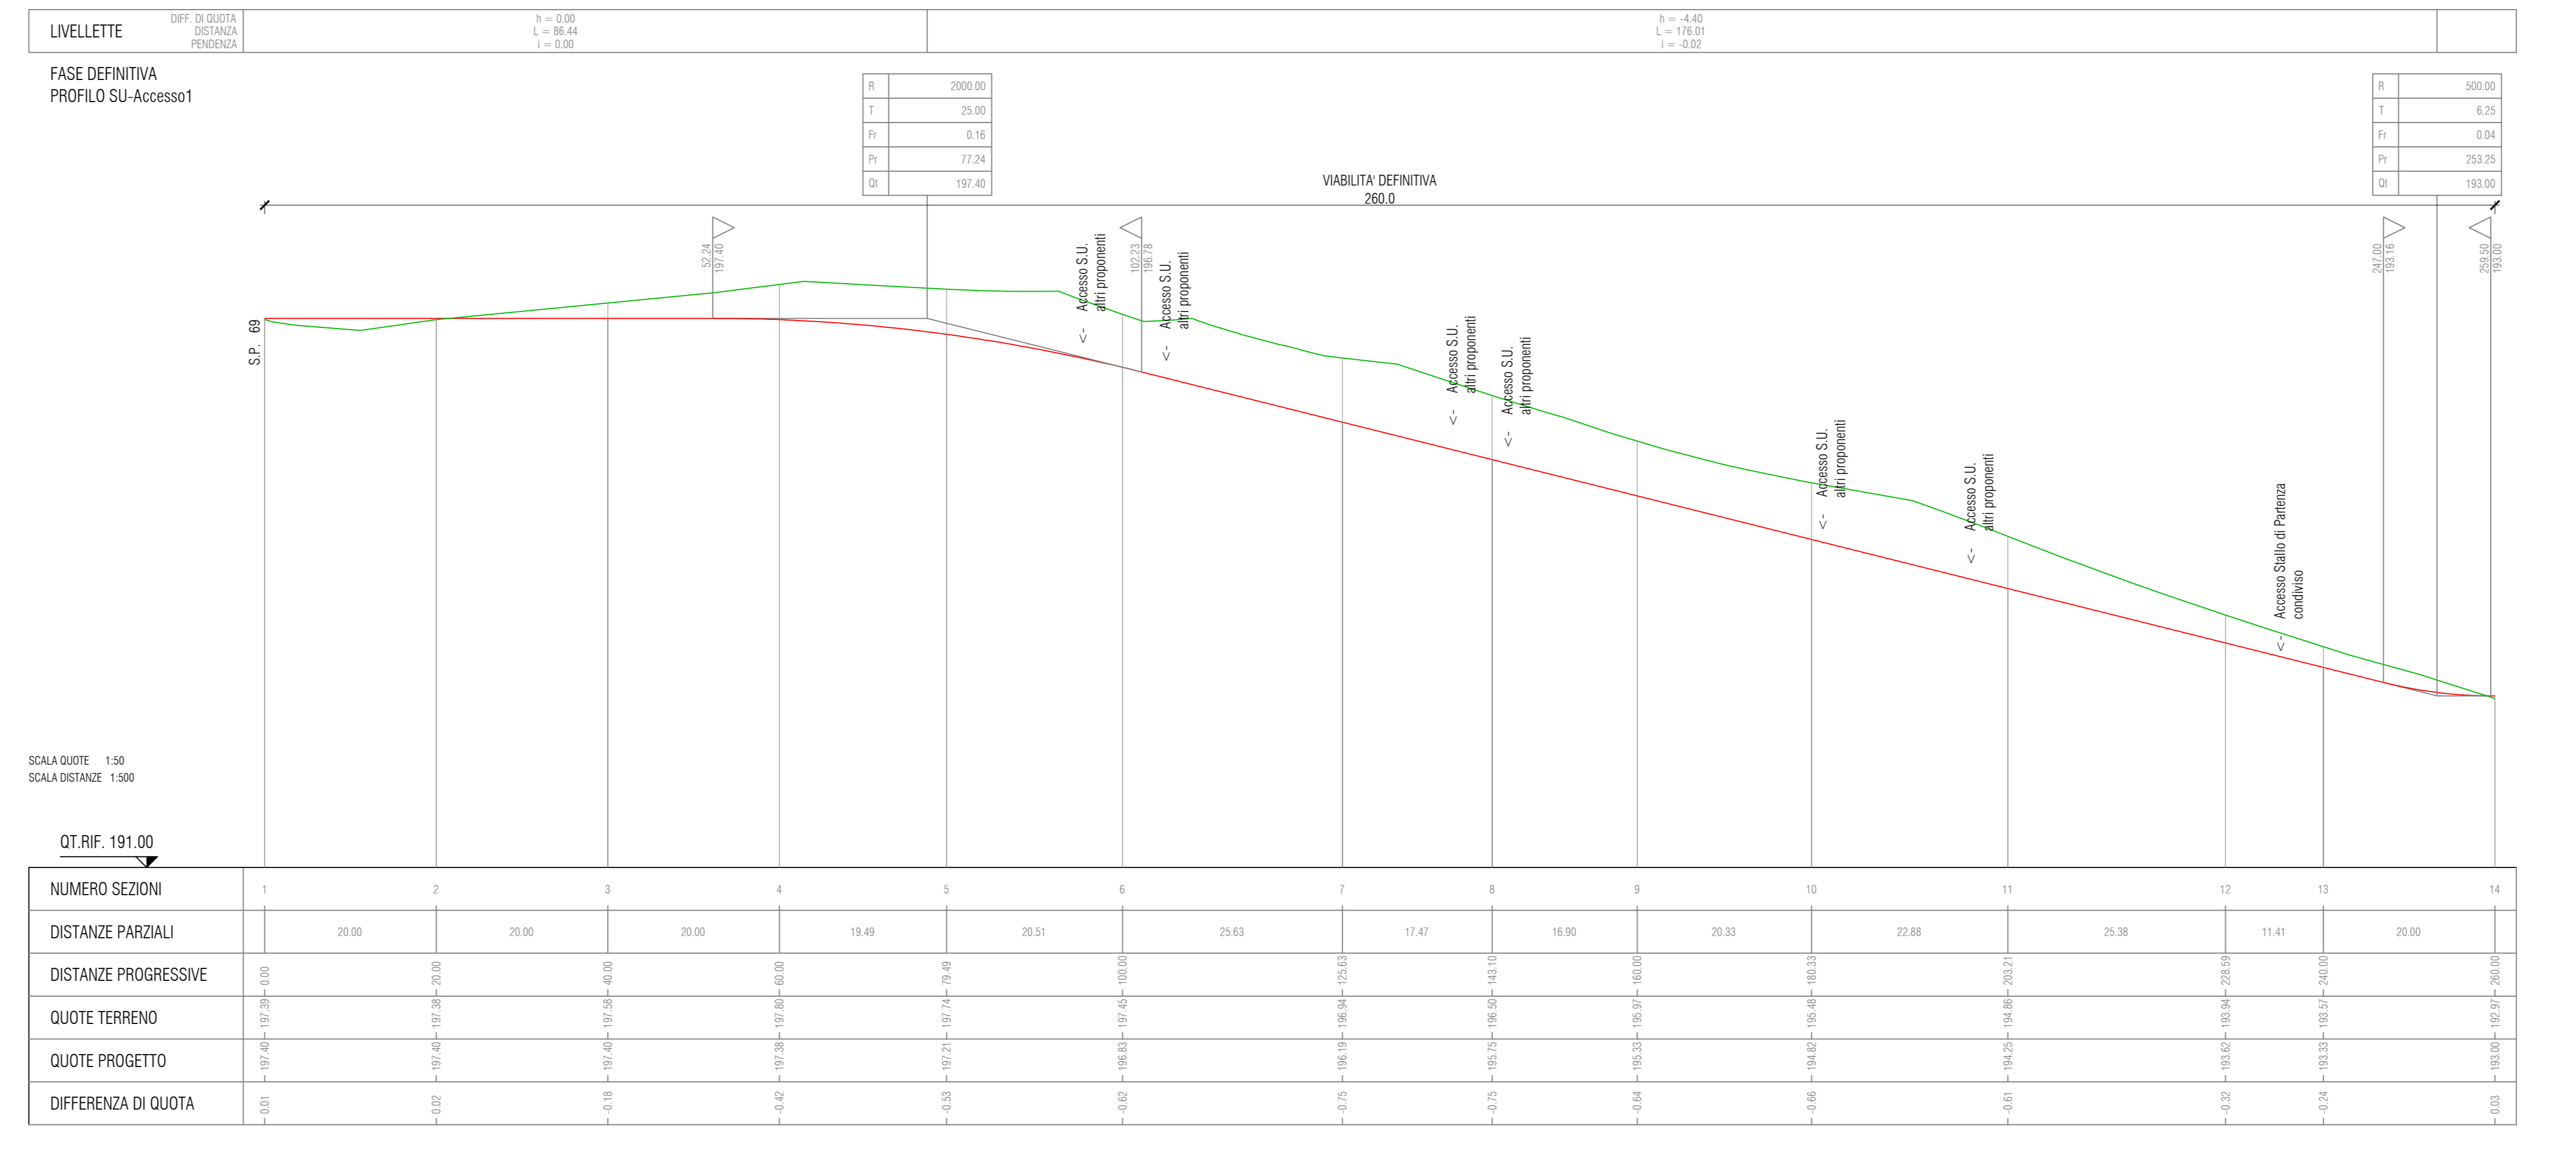 LIVELLETTE
DIFF. DI QUOTA
DISTANZA
PENDENZA
h = 0.00
L = 86.44
i = 0.00
h = -4.40
L = 176.01
i = -0.02
FASE DEFINITIVA
PROFILO SU-Accesso1
R 2000.00
T 25.00
Fr 0.16
Pr 77.24
Qt 197.40
R 500.00
T 6.25
Fr 0.04
Pr 253.25
Qt 193.00
VIABILITA' DEFINITIVA
260.0
52.24
197.40
102.23
196.78
247.00
193.16
259.50
193.00
S.P. 69
<- Accesso S.U.
altri proponenti
<- Accesso S.U.
altri proponenti
<- Accesso S.U.
altri proponenti
<- Accesso S.U.
altri proponenti
<- Accesso S.U.
altri proponenti
<- Accesso S.U.
altri proponenti
<- Accesso Stallo di Partenza
condiviso
SCALA QUOTE 1:50
SCALA DISTANZE 1:500
QT.RIF. 191.00
NUMERO SEZIONI 1 2 3 4 5 6 7 8 9 10 11 12 13 14
DISTANZE PARZIALI 20.00 20.00 20.00 19.49 20.51 25.63 17.47 16.90 20.33 22.88 25.38 11.41 20.00
DISTANZE PROGRESSIVE 0.00 20.00 40.00 60.00 79.49 100.00 125.63 143.10 160.00 180.33 203.21 228.59 240.00 260.00
QUOTE TERRENO 197.39 197.38 197.58 197.80 197.74 197.45 196.94 196.50 195.97 195.48 194.86 193.94 193.57 192.97
QUOTE PROGETTO 197.40 197.40 197.40 197.38 197.21 196.83 196.19 195.75 195.33 194.82 194.25 193.62 193.33 193.00
DIFFERENZA DI QUOTA 0.01 0.02 -0.18 -0.42 -0.53 -0.62 -0.75 -0.75 -0.64 -0.66 -0.61 -0.32 -0.24 0.03